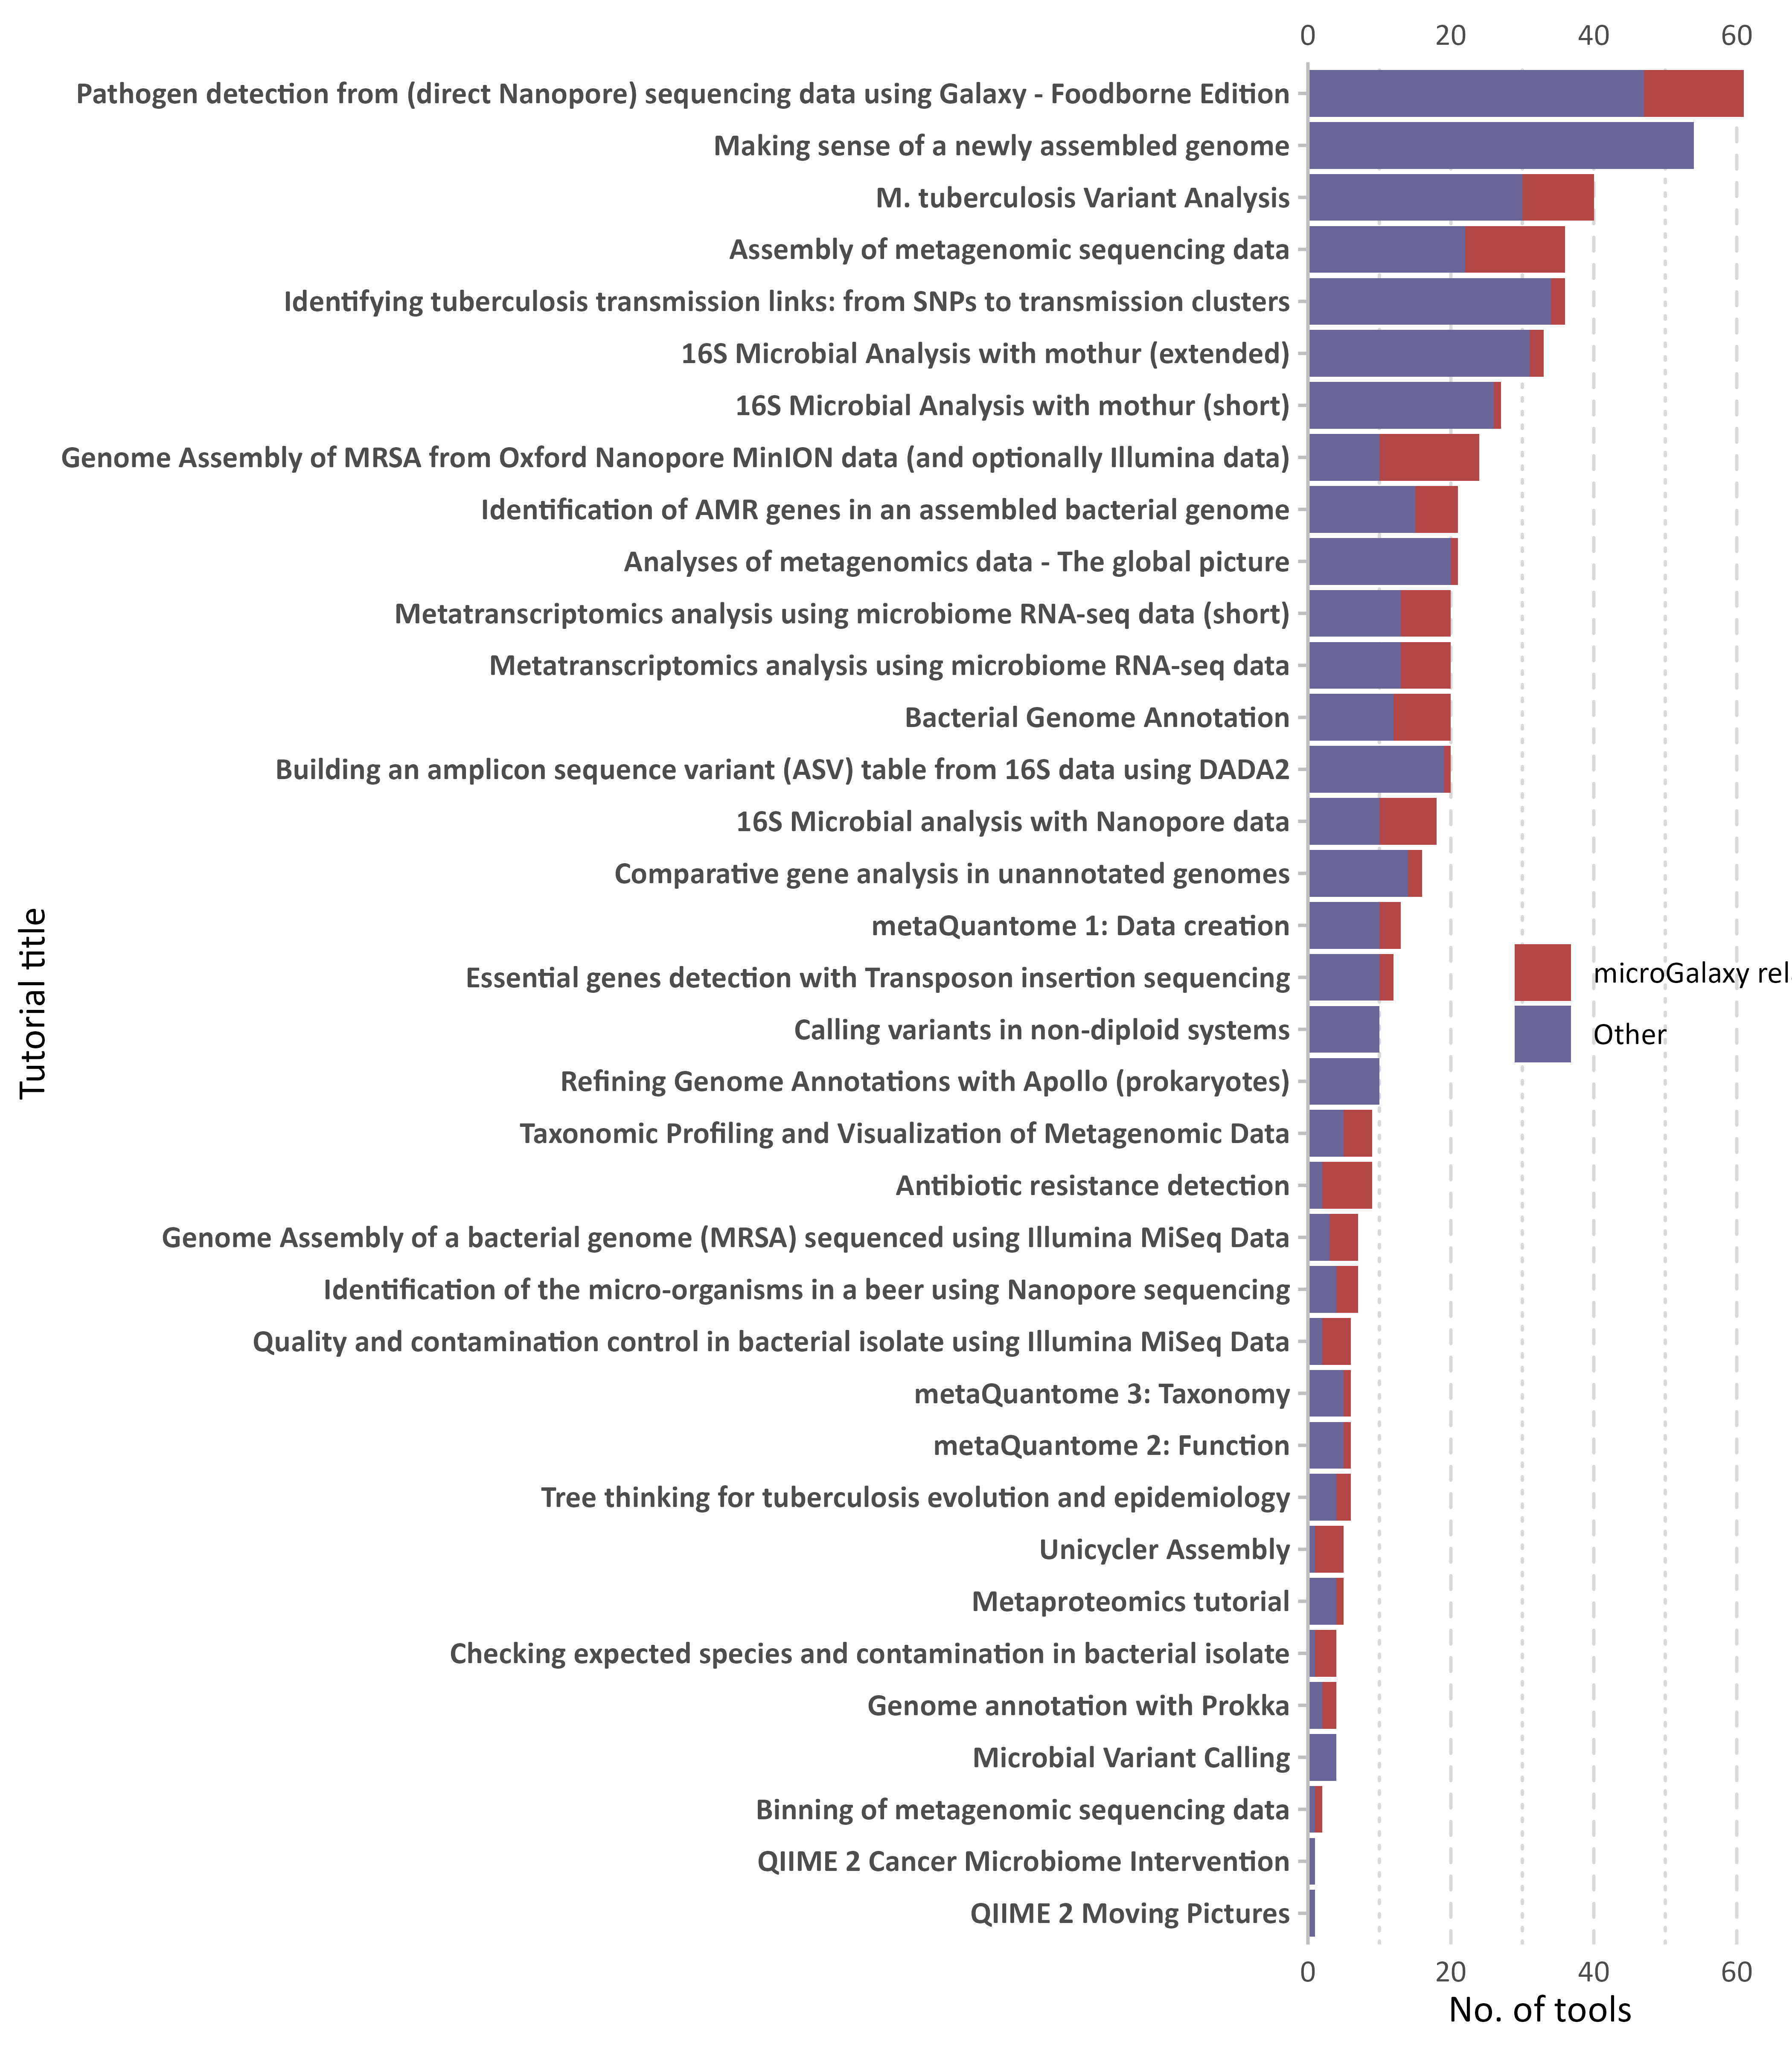 0 20 40 60
Pathogen detection from (direct Nanopore) sequencing data using Galaxy - Foodborne Edition
Making sense of a newly assembled genome
M. tuberculosis Variant Analysis
Assembly of metagenomic sequencing data
Identifying tuberculosis transmission links: from SNPs to transmission clusters
16S Microbial Analysis with mothur (extended)
16S Microbial Analysis with mothur (short)
Genome Assembly of MRSA from Oxford Nanopore MinION data (and optionally Illumina data)
Identification of AMR genes in an assembled bacterial genome
Analyses of metagenomics data - The global picture
Metatranscriptomics analysis using microbiome RNA-seq data (short)
Metatranscriptomics analysis using microbiome RNA-seq data
Bacterial Genome Annotation
Building an amplicon sequence variant (ASV) table from 16S data using DADA2
16S Microbial analysis with Nanopore data
Comparative gene analysis in unannotated genomes
metaQuantome 1: Data creation
Essential genes detection with Transposon insertion sequencing
Calling variants in non-diploid systems
Refining Genome Annotations with Apollo (prokaryotes)
Taxonomic Profiling and Visualization of Metagenomic Data
Antibiotic resistance detection
Genome Assembly of a bacterial genome (MRSA) sequenced using Illumina MiSeq Data
Identification of the micro-organisms in a beer using Nanopore sequencing
Quality and contamination control in bacterial isolate using Illumina MiSeq Data
metaQuantome 3: Taxonomy
metaQuantome 2: Function
Tree thinking for tuberculosis evolution and epidemiology
Unicycler Assembly
Metaproteomics tutorial
Checking expected species and contamination in bacterial isolate
Genome annotation with Prokka
Microbial Variant Calling
Binning of metagenomic sequencing data
QIIME 2 Cancer Microbiome Intervention
QIIME 2 Moving Pictures
0 20 40 60
No. of tools
Tutorial title
microGalaxy rel
Other